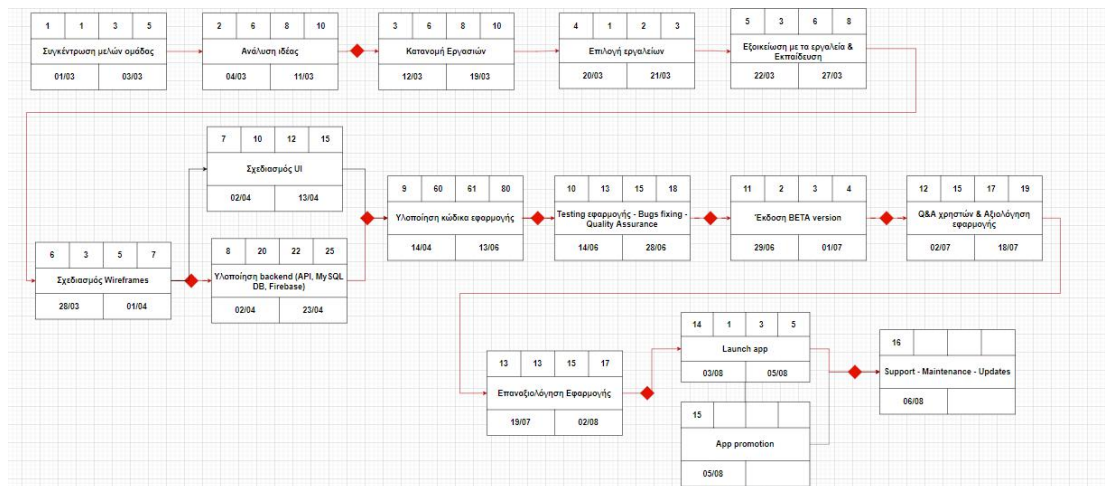 1 1 3 5
Συγκέντρωση μελών ομάδας
01/03 03/03
2 6 8 10
Ανάλυση ιδέας
04/03 11/03
3 6 8 10
Κατανομή Εργασιών
12/03 19/03
4 1 2 3
Επιλογή εργαλείων
20/03 21/03
5 3 6 8
Εξοικείωση με τα εργαλεία &
Εκπαίδευση
22/03 27/03
6 3 5 7
Σχεδιασμός Wireframes
28/03 01/04
7 10 12 15
Σχεδιασμός UI
02/04 13/04
8 20 22 25
Υλοποίηση backend (API, MySQL
DB, Firebase)
02/04 23/04
9 60 61 80
Υλοποίηση κώδικα εφαρμογής
14/04 13/06
10 13 15 18
Testing εφαρμογής - Bugs fixing -
Quality Assurance
14/06 28/06
11 2 3 4
Έκδοση BETA version
29/06 01/07
12 15 17 19
Q&A χρηστών & Αξιολόγηση
εφαρμογής
02/07 18/07
13 13 15 17
Επαναξιολόγηση Εφαρμογής
19/07 02/08
14 1 3 5
Launch app
03/08 05/08
15
App promotion
05/08
16
Support - Maintenance - Updates
06/08